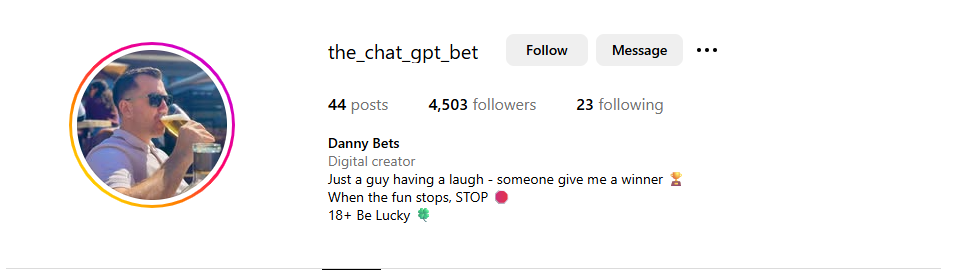 the_chat_gpt_bet Follow Message
44 posts 4,503 followers 23 following
Danny Bets
Digital creator
Just a guy having a laugh - someone give me a winner 🏆
When the fun stops, STOP 🛑
18+ Be Lucky 🍀